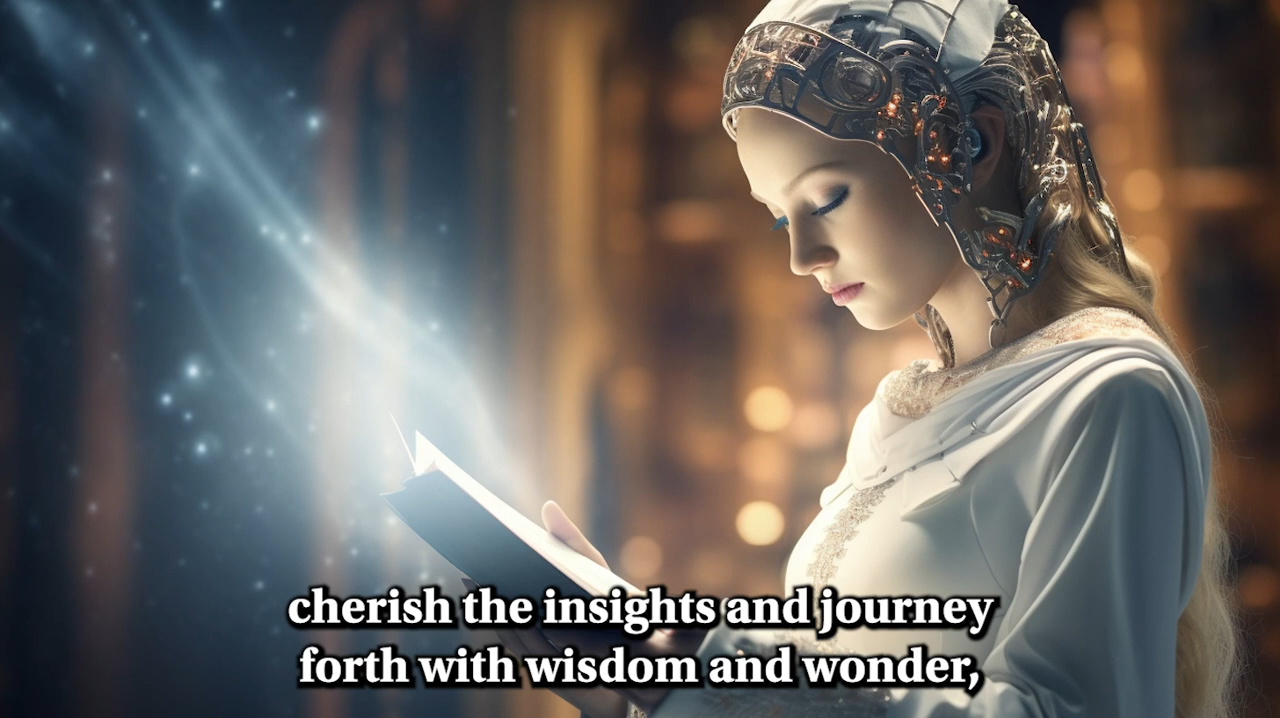 cherish the insights and journey
forth with wisdom and wonder,